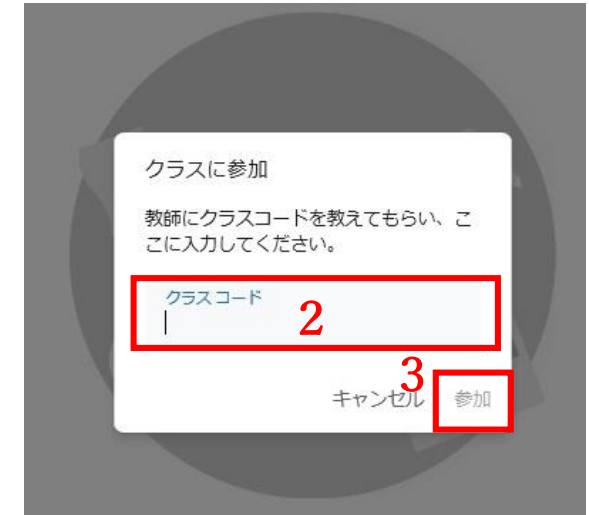 クラスに参加
教師にクラスコードを教えてもらい、こ
こに入力してください。
クラス コード
2
3
キャンセル 参加